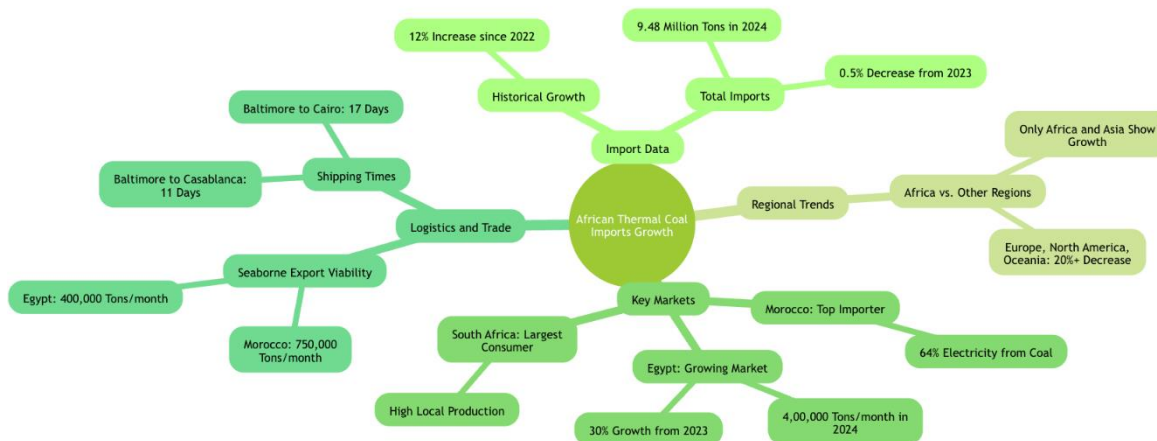 African Thermal Coal
Imports Growth
Import Data
Historical Growth
12% Increase since 2022
Total Imports
9.48 Million Tons in 2024
0.5% Decrease from 2023
Regional Trends
Africa vs. Other Regions
Only Africa and Asia Show
Growth
Europe, North America,
Oceania: 20%+ Decrease
Key Markets
Morocco: Top Importer
64% Electricity from Coal
Egypt: Growing Market
4,00,000 Tons/month in
2024
30% Growth from 2023
South Africa: Largest
Consumer
High Local Production
Logistics and Trade
Shipping Times
Baltimore to Cairo: 17 Days
Baltimore to Casablanca:
11 Days
Seaborne Export Viability
Egypt: 400,000 Tons/month
Morocco: 750,000
Tons/month